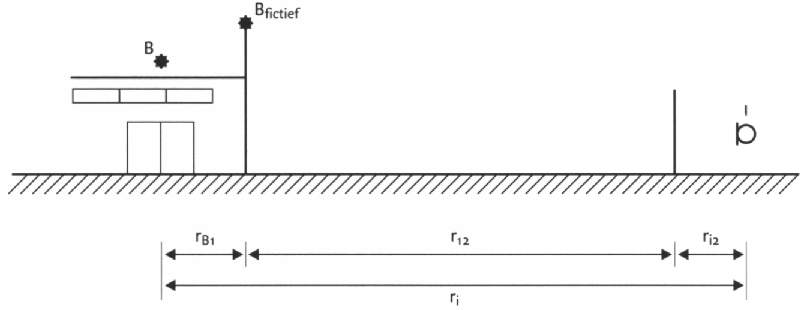 B_fictief
B
I
r_B1
r_12
r_i2
r_i